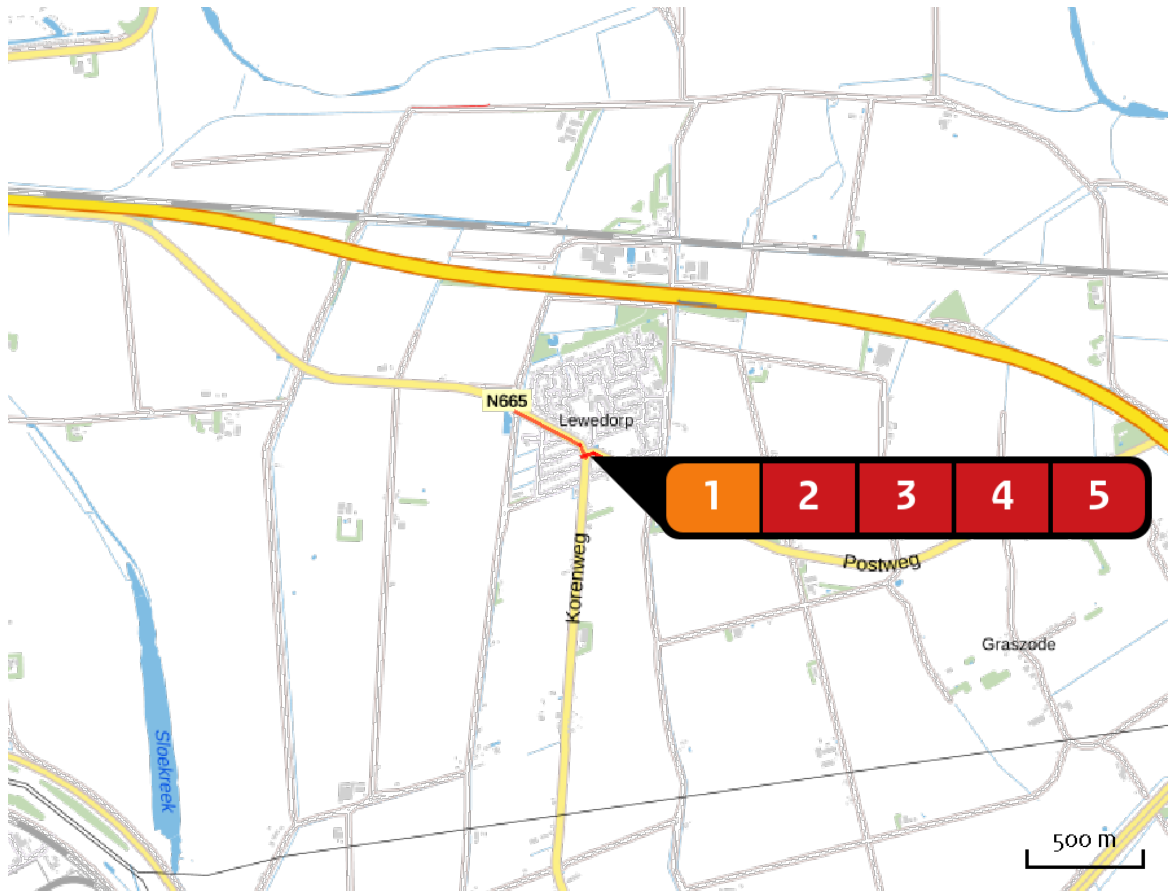 N665
Lewedorp
1 2 3 4 5
Korenweg
Postweg
Graszode
Sloekreek
500 m